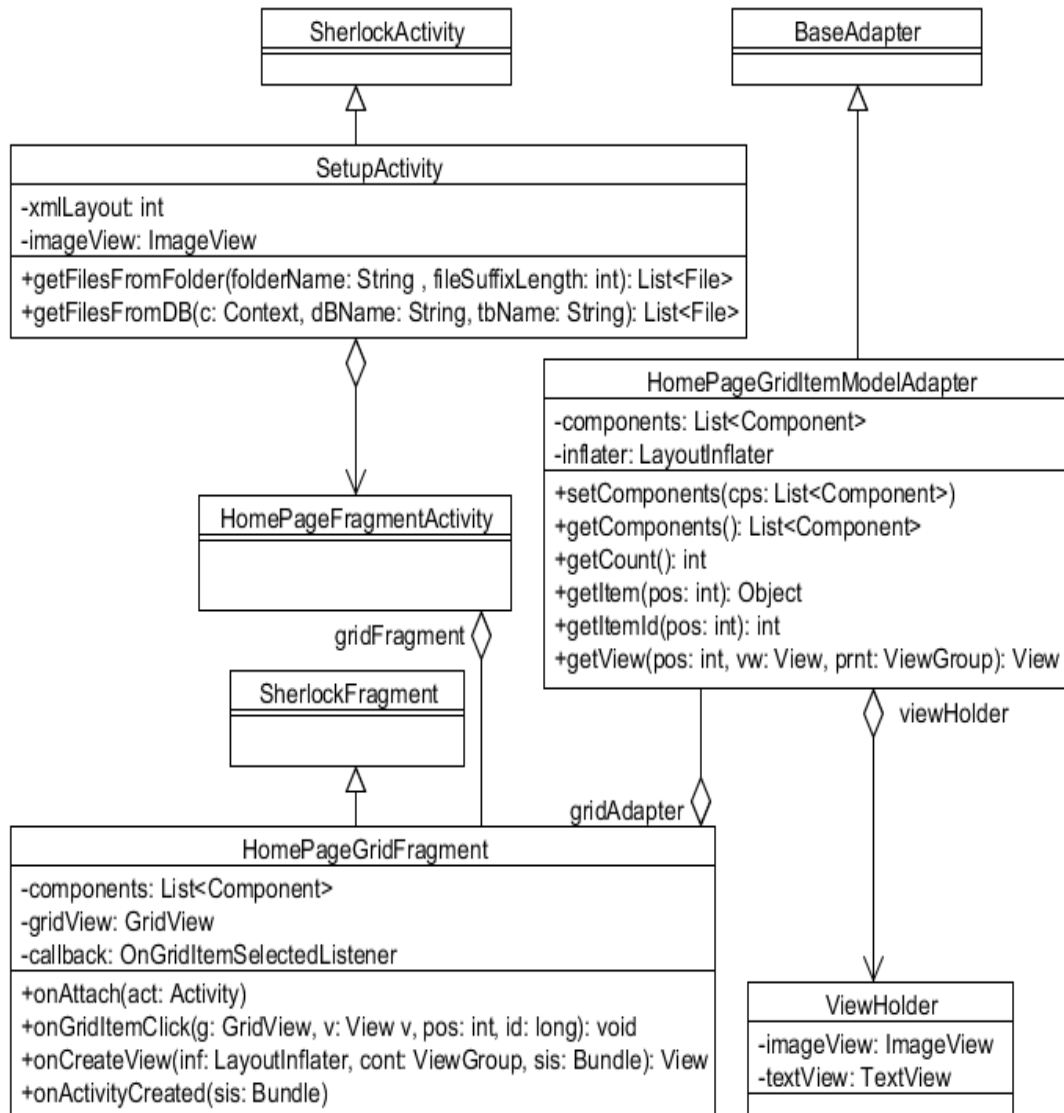 SherlockActivity
BaseAdapter
SetupActivity
-xmlLayout: int
-imageView: ImageView
+getFilesFromFolder(folderName: String , fileSuffixLength: int): List<File>
+getFilesFromDB(c: Context, dBName: String, tbName: String): List<File>
HomePageGridItemModelAdapter
-components: List<Component>
-inflater: LayoutInflater
+setComponents(cps: List<Component>)
+getComponents(): List<Component>
+getCount(): int
+getItem(pos: int): Object
+getItemId(pos: int): int
+getView(pos: int, vw: View, prnt: ViewGroup): View
HomePageFragmentActivity
gridFragment
SherlockFragment
viewHolder
gridAdapter
HomePageGridFragment
-components: List<Component>
-gridView: GridView
-callback: OnGridItemSelectedListener
+onAttach(act: Activity)
+onGridItemClick(g: GridView, v: View v, pos: int, id: long): void
+onCreateView(inf: LayoutInflater, cont: ViewGroup, sis: Bundle): View
+onActivityCreated(sis: Bundle)
ViewHolder
-imageView: ImageView
-textView: TextView